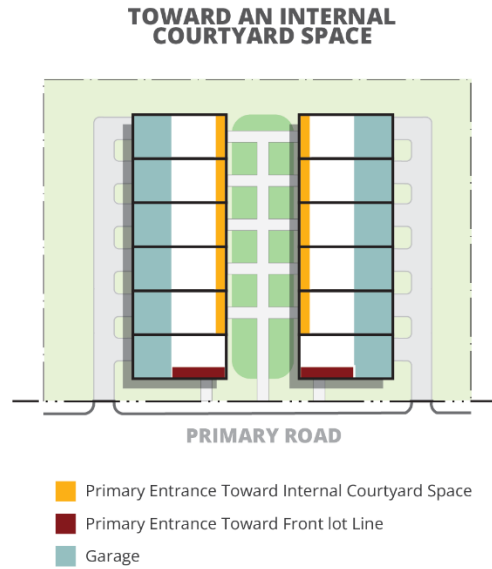 TOWARD AN INTERNAL
COURTYARD SPACE
PRIMARY ROAD
Primary Entrance Toward Internal Courtyard Space
Primary Entrance Toward Front lot Line
Garage